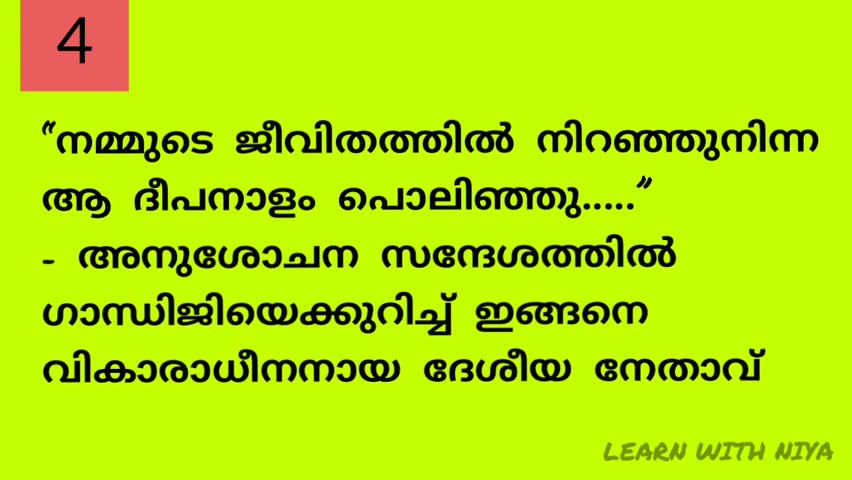 4
“നമ്മുടെ ജീവിതത്തിൽ നിറഞ്ഞുനിന്ന
ആ ദീപനാളം പൊലിഞ്ഞു.....”
- അനുശോചന സന്ദേശത്തിൽ
ഗാന്ധിജിയെക്കുറിച്ച് ഇങ്ങനെ
വികാരാധീനനായ ദേശീയ നേതാവ്
LEARN WITH NIYA